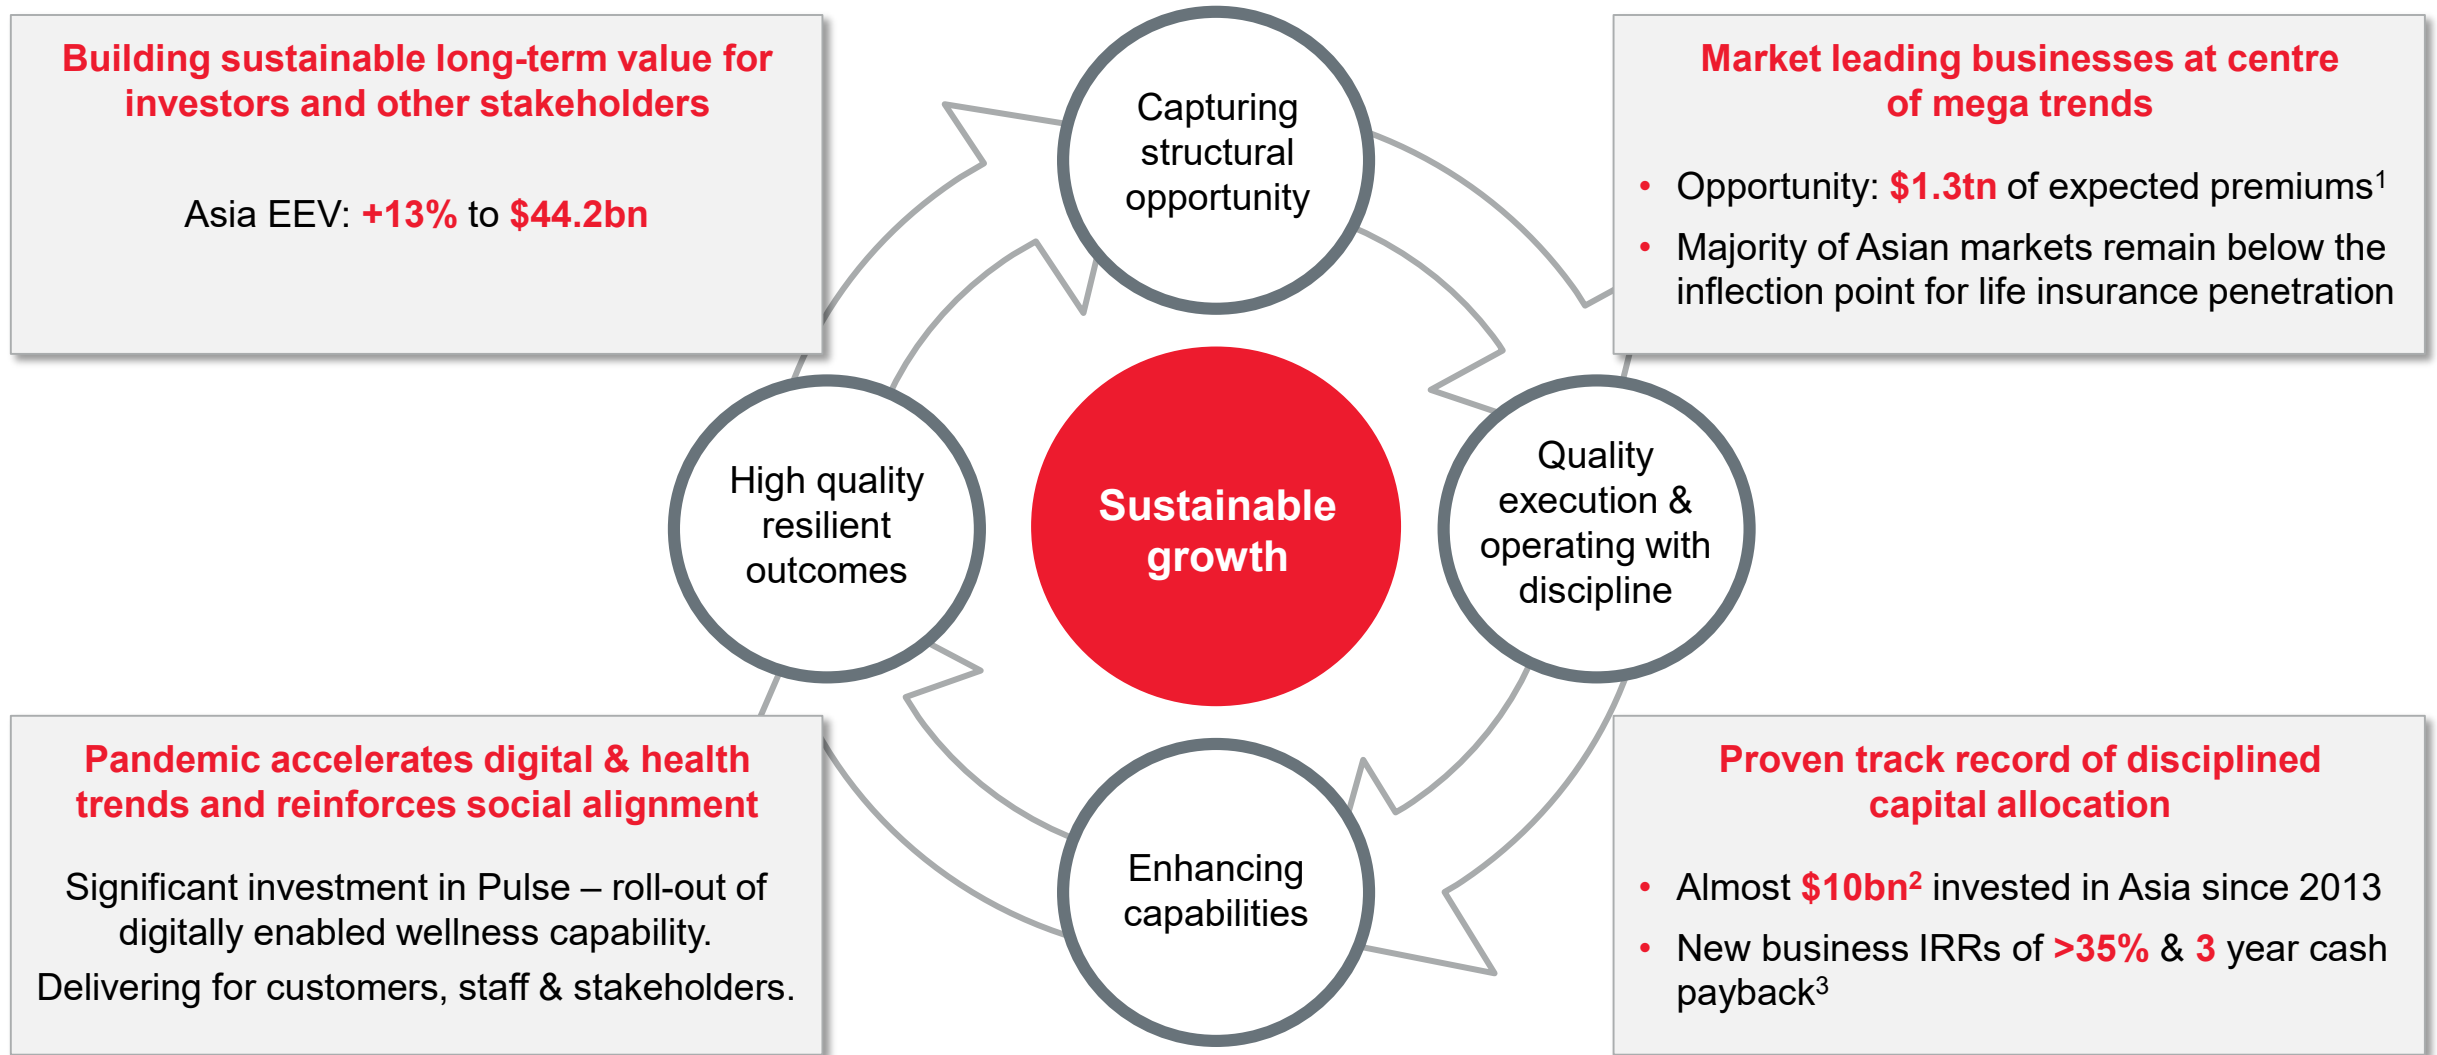 Building sustainable long-term value for
investors and other stakeholders
Asia EEV: +13% to $44.2bn
Capturing
structural
opportunity
Market leading businesses at centre
of mega trends
• Opportunity: $1.3tn of expected premiums¹
• Majority of Asian markets remain below the
inflection point for life insurance penetration
High quality
resilient
outcomes
Sustainable
growth
Quality
execution &
operating with
discipline
Pandemic accelerates digital & health
trends and reinforces social alignment
Significant investment in Pulse – roll-out of
digitally enabled wellness capability.
Delivering for customers, staff & stakeholders.
Enhancing
capabilities
Proven track record of disciplined
capital allocation
• Almost $10bn² invested in Asia since 2013
• New business IRRs of >35% & 3 year cash
payback³